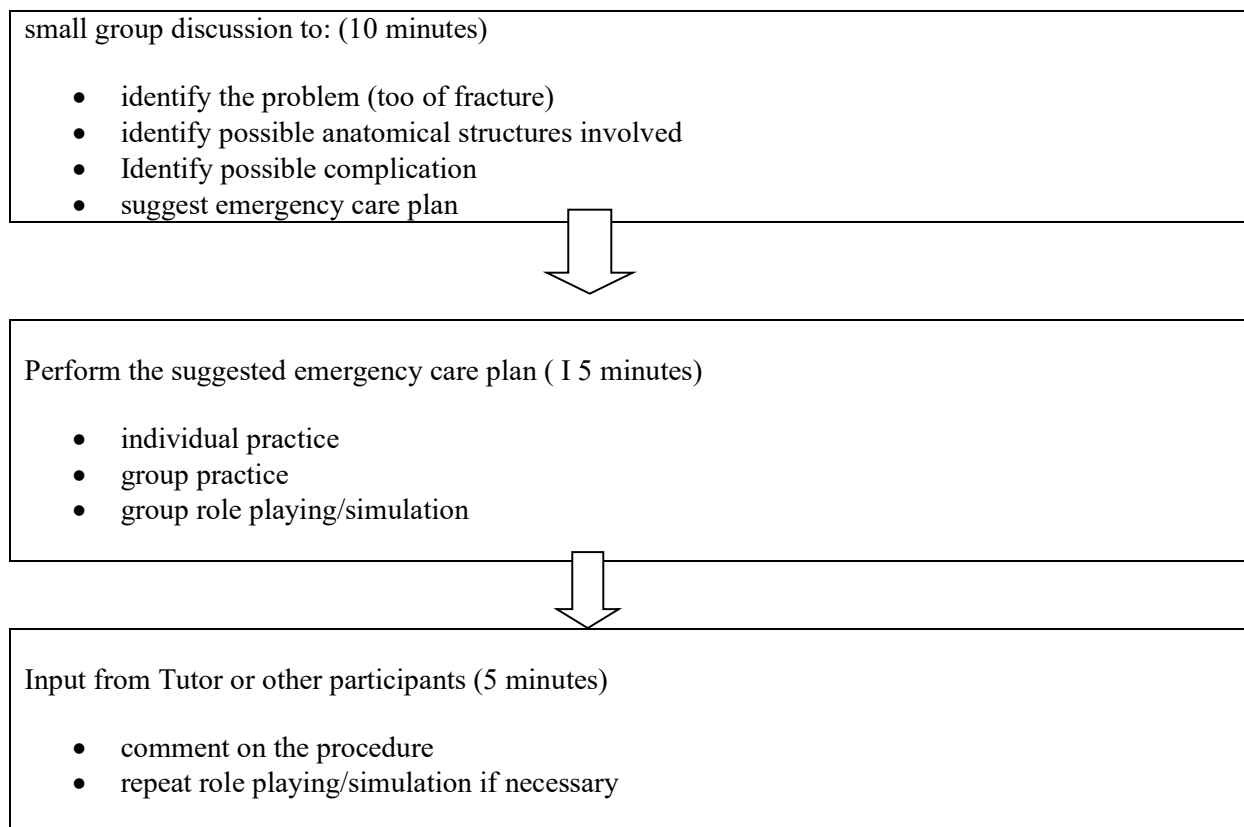 small group discussion to: (10 minutes)
• identify the problem (too of fracture)
• identify possible anatomical structures involved
• Identify possible complication
• suggest emergency care plan
Perform the suggested emergency care plan ( I 5 minutes)
• individual practice
• group practice
• group role playing/simulation
Input from Tutor or other participants (5 minutes)
• comment on the procedure
• repeat role playing/simulation if necessary